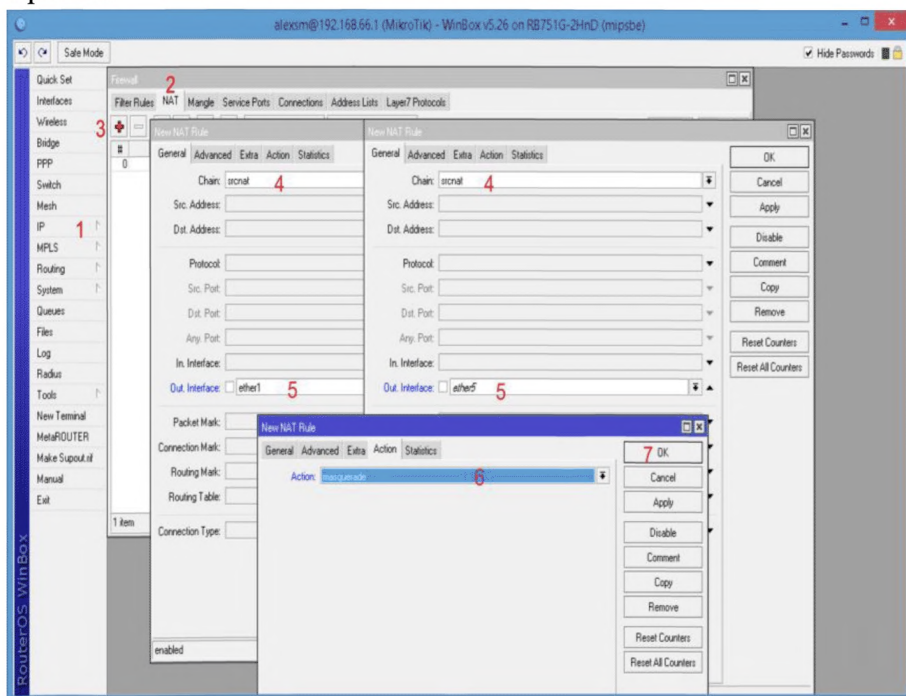 alexsm@192.168.66.1 (MikroTik) - WinBox v5.26 on RB751G-2HnD (mipsbe)
Safe Mode
Hide Passwords
Quick Set
Interfaces
Wireless
Bridge
PPP
Switch
Mesh
IP
MPLS
Routing
System
Queues
Files
Log
Radius
Tools
New Terminal
MetaROUTER
Make Supout.rif
Manual
Exit
RouterOS WinBox
1
Firewall
2
Filter Rules NAT Mangle Service Ports Connections Address Lists Layer7 Protocols
3
#
0
1 item
New NAT Rule
General Advanced Extra Action Statistics
Chain: srcnat 4
Src. Address:
Dst. Address:
Protocol:
Src. Port:
Dst. Port:
Any. Port:
In. Interface:
Out. Interface: ether1 5
Packet Mark:
Connection Mark:
Routing Mark:
Routing Table:
Connection Type:
enabled
New NAT Rule
General Advanced Extra Action Statistics
Chain: srcnat 4
Src. Address:
Dst. Address:
Protocol:
Src. Port:
Dst. Port:
Any. Port:
In. Interface:
Out. Interface: ether5 5
OK
Cancel
Apply
Disable
Comment
Copy
Remove
Reset Counters
Reset All Counters
New NAT Rule
General Advanced Extra Action Statistics
Action: masquerade 6
7 OK
Cancel
Apply
Disable
Comment
Copy
Remove
Reset Counters
Reset All Counters